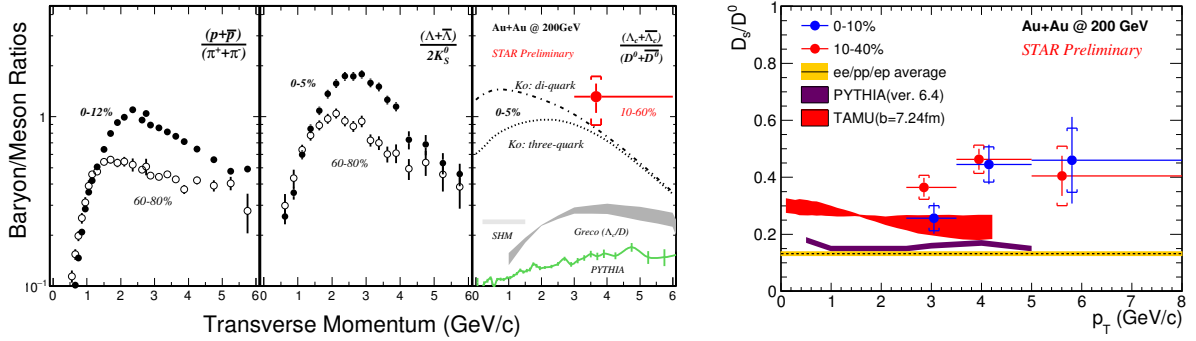 Baryon/Meson Ratios
1
10⁻¹
(p+p̅)
(π⁺+π⁻)
0-12%
60-80%
0 1 2 3 4 5 6
(Λ+Λ̅)
2K⁰_S
0-5%
60-80%
0 1 2 3 4 5 6
Au+Au @ 200GeV
STAR Preliminary
(Λc+Λ̅c)
(D⁰+D̅⁰)
Ko: di-quark
0-5%
10-60%
Ko: three-quark
SHM
Greco (Λc/D)
PYTHIA
0 1 2 3 4 5 6
Transverse Momentum (GeV/c)
Ds/D⁰
1
0.8
0.6
0.4
0.2
0
0-10%
10-40%
ee/pp/ep average
PYTHIA(ver. 6.4)
TAMU(b=7.24fm)
Au+Au @ 200 GeV
STAR Preliminary
0 1 2 3 4 5 6 7 8
p_T (GeV/c)